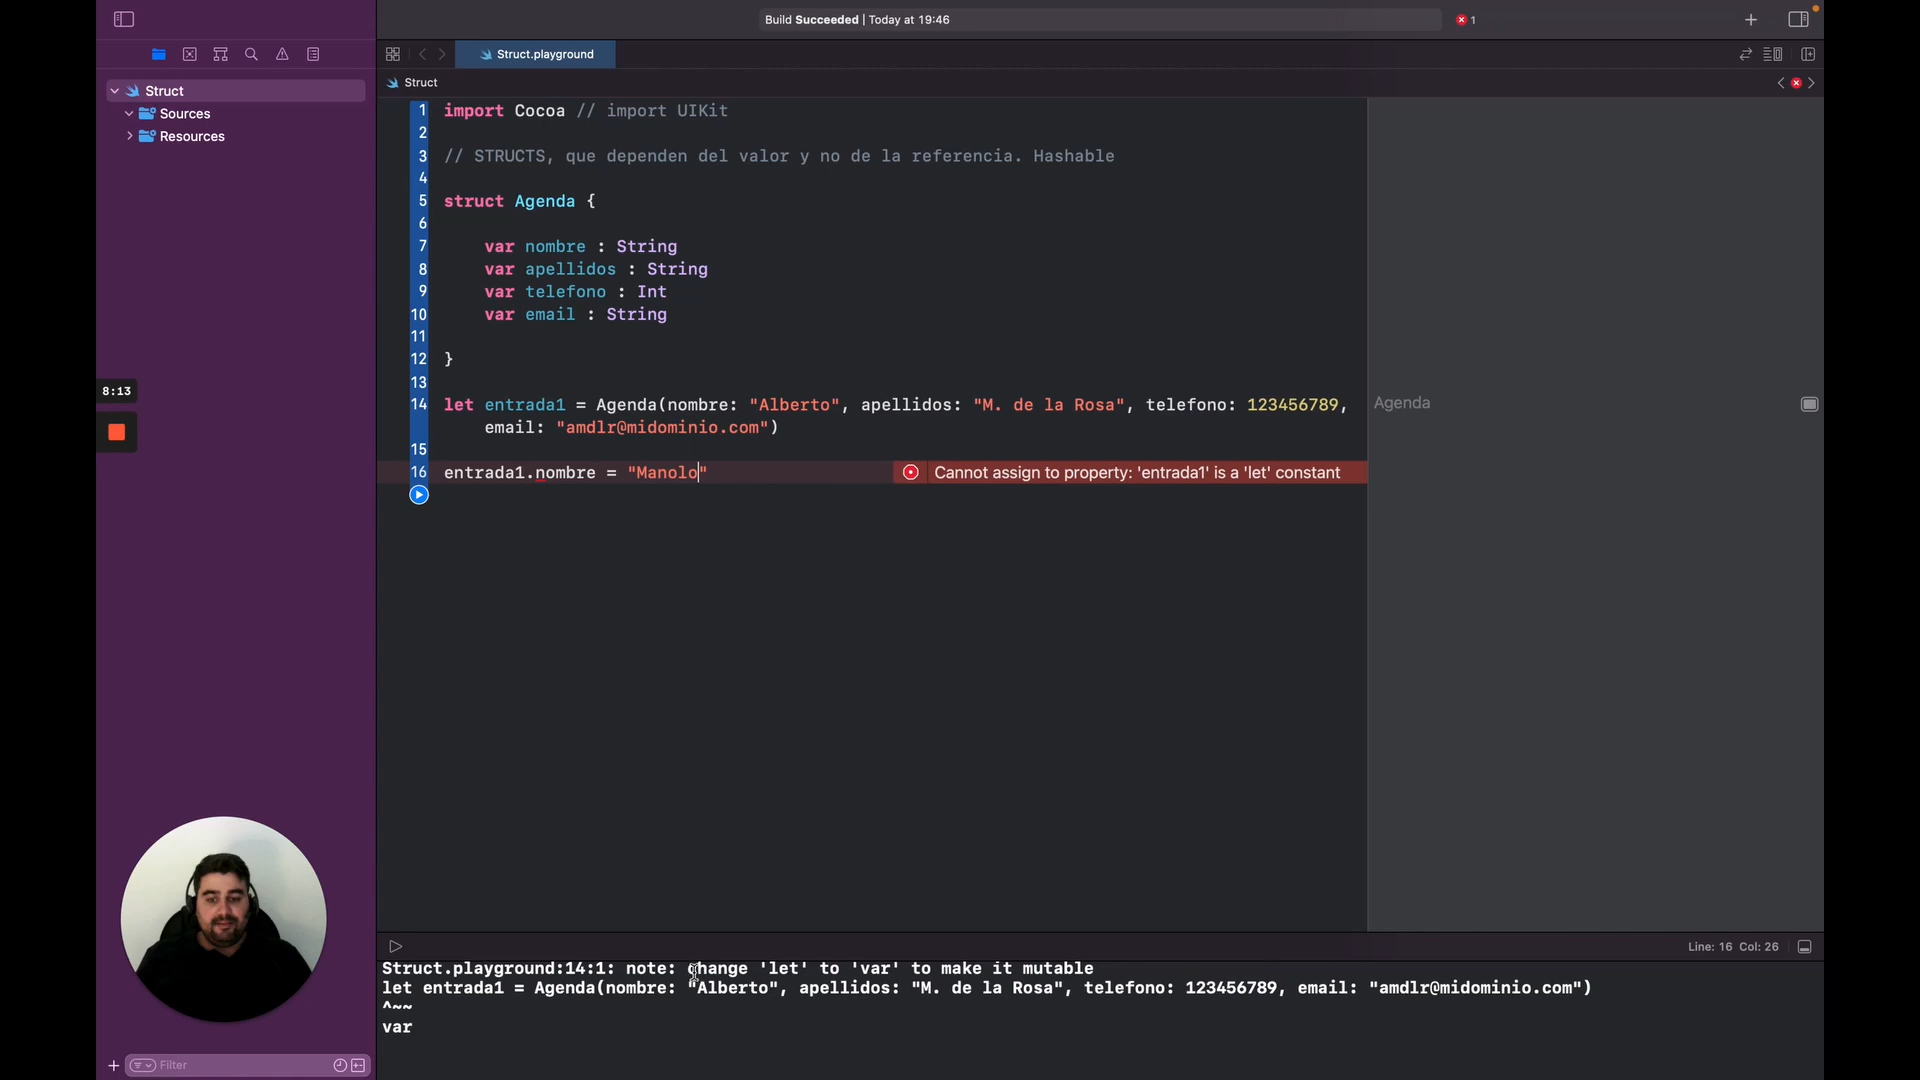 Build Succeeded | Today at 19:46
1
Struct.playground
Struct
Sources
Resources
Struct
1 import Cocoa // import UIKit
2
3 // STRUCTS, que dependen del valor y no de la referencia. Hashable
4
5 struct Agenda {
6
7 var nombre : String
8 var apellidos : String
9 var telefono : Int
10 var email : String
11
12 }
13
14 let entrada1 = Agenda(nombre: "Alberto", apellidos: "M. de la Rosa", telefono: 123456789,
email: "amdlr@midominio.com")
Agenda
15
16 entrada1.nombre = "Manolo"
Cannot assign to property: 'entrada1' is a 'let' constant
8:13
Line: 16 Col: 26
Struct.playground:14:1: note: change 'let' to 'var' to make it mutable
let entrada1 = Agenda(nombre: "Alberto", apellidos: "M. de la Rosa", telefono: 123456789, email: "amdlr@midominio.com")
^~~
var
Filter